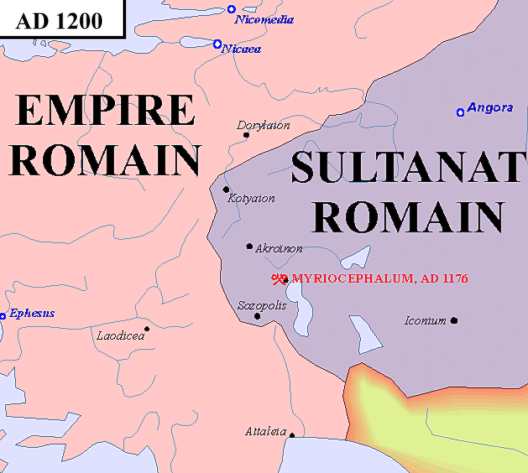 AD 1200
Nicomedia
Nicaea
EMPIRE
ROMAIN
Angora
Dorylaion
SULTANAT
ROMAIN
Kotyaion
Akroinon
MYRIOCEPHALUM, AD 1176
Sozopolis
Ephesus
Iconium
Laodicea
Attaleia